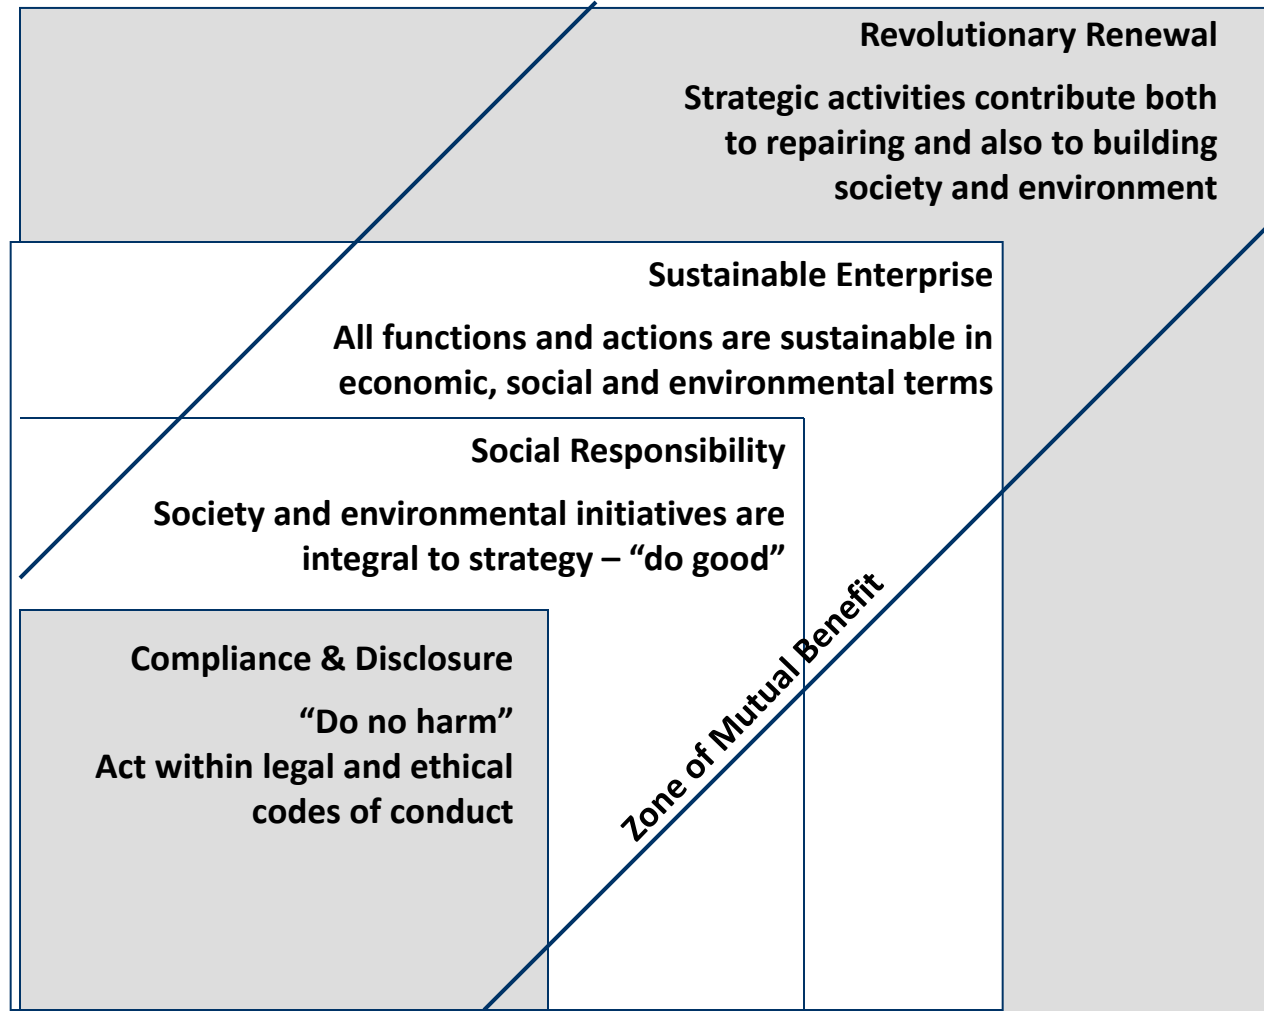 Revolutionary Renewal
Strategic activities contribute both
to repairing and also to building
society and environment
Sustainable Enterprise
All functions and actions are sustainable in
economic, social and environmental terms
Social Responsibility
Society and environmental initiatives are
integral to strategy – “do good”
Compliance & Disclosure
“Do no harm”
Act within legal and ethical
codes of conduct
Zone of Mutual Benefit